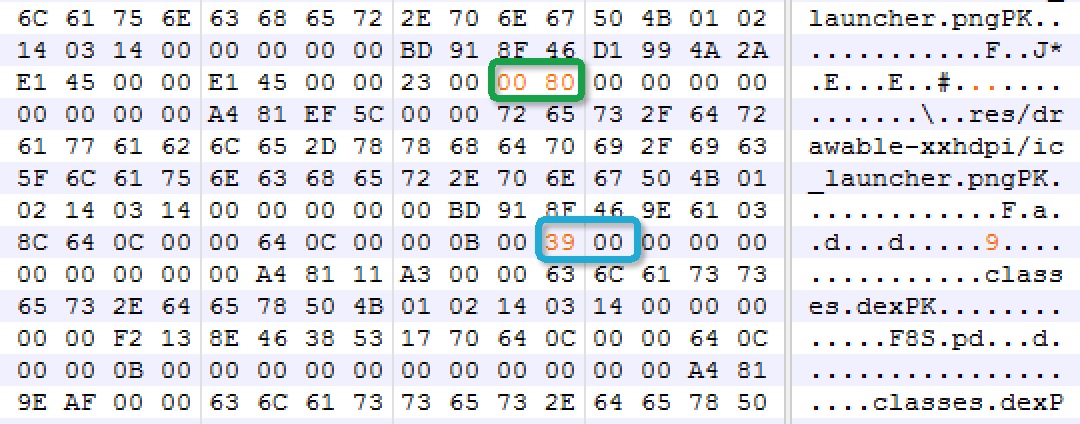 6C 61 75 6E 63 68 65 72 2E 70 6E 67 50 4B 01 02 launcher.pngPK..
14 03 14 00 00 00 00 00 BD 91 8F 46 D1 99 4A 2A ...........F..J*
E1 45 00 00 E1 45 00 00 23 00 00 80 00 00 00 00 .E...E..#.......
00 00 00 00 A4 81 EF 5C 00 00 72 65 73 2F 64 72 .......\..res/dr
61 77 61 62 6C 65 2D 78 78 68 64 70 69 2F 69 63 awable-xxhdpi/ic
5F 6C 61 75 6E 63 68 65 72 2E 70 6E 67 50 4B 01 _launcher.pngPK.
02 14 03 14 00 00 00 00 00 BD 91 8F 46 9E 61 03 ............F.a.
8C 64 0C 00 00 64 0C 00 00 0B 00 39 00 00 00 00 .d...d.....9....
00 00 00 00 00 A4 81 11 A3 00 00 63 6C 61 73 73 ...........class
65 73 2E 64 65 78 50 4B 01 02 14 03 14 00 00 00 es.dexPK........
00 00 F2 13 8E 46 38 53 17 70 64 0C 00 00 64 0C .....F8S.pd...d.
00 00 0B 00 00 00 00 00 00 00 00 00 00 00 A4 81 ................
9E AF 00 00 63 6C 61 73 73 65 73 2E 64 65 78 50 ....classes.dexP